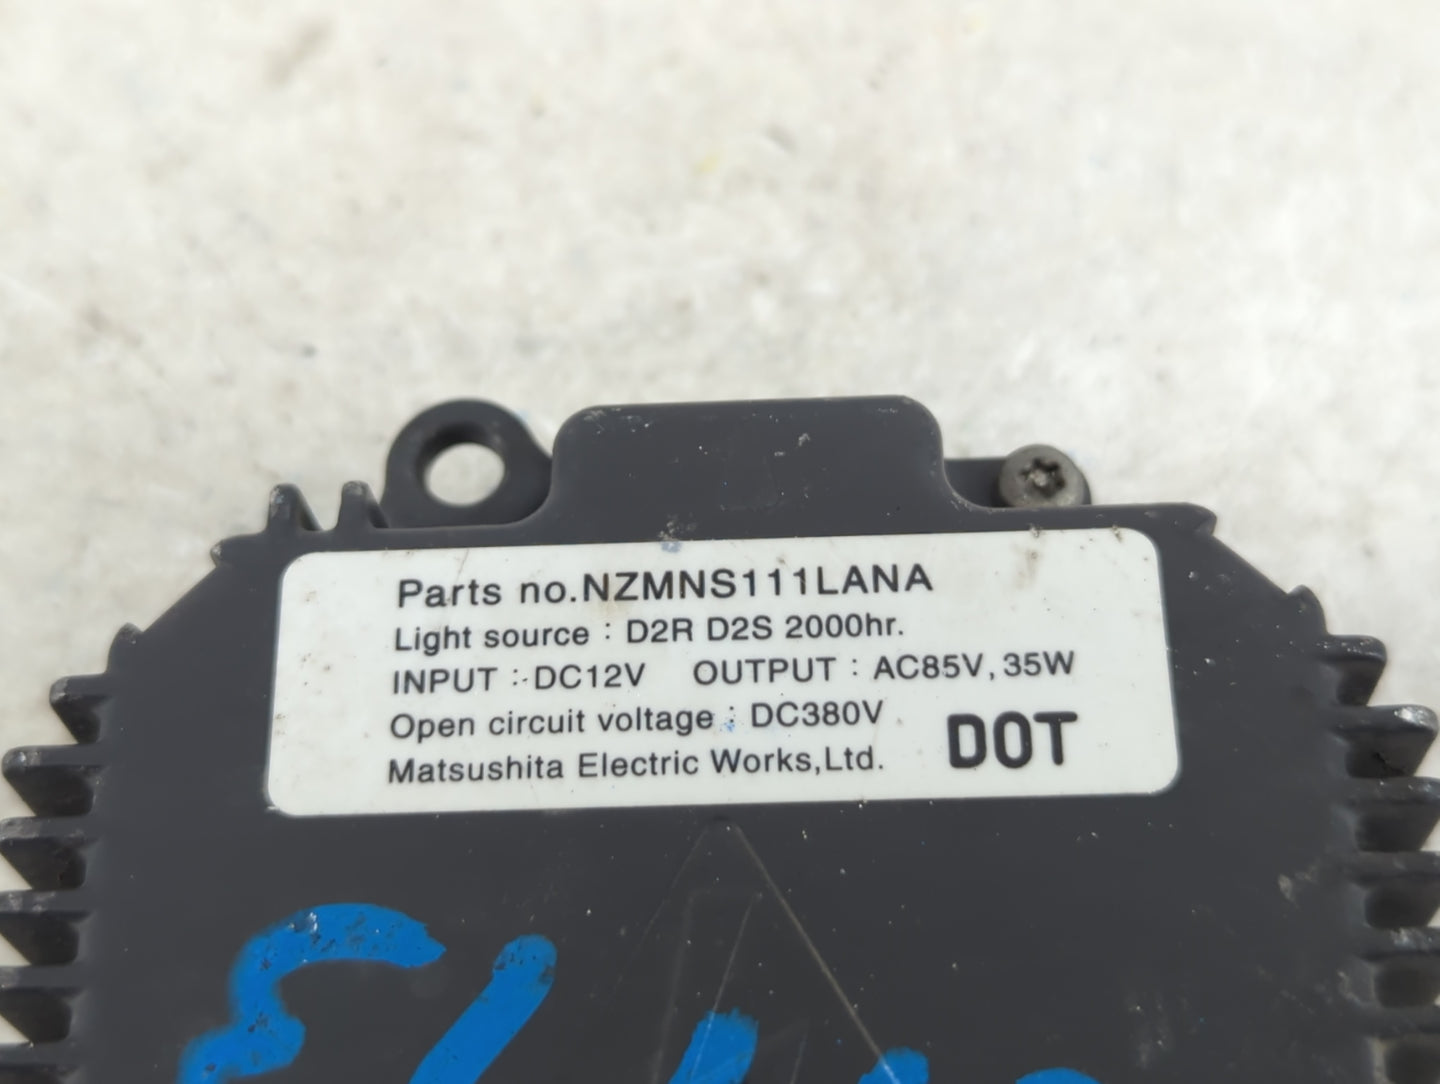 Parts no.NZMNS111LANA
Light source : D2R D2S 2000hr.
INPUT : DC12V OUTPUT : AC85V, 35W
Open circuit voltage : DC380V
Matsushita Electric Works,Ltd. DOT